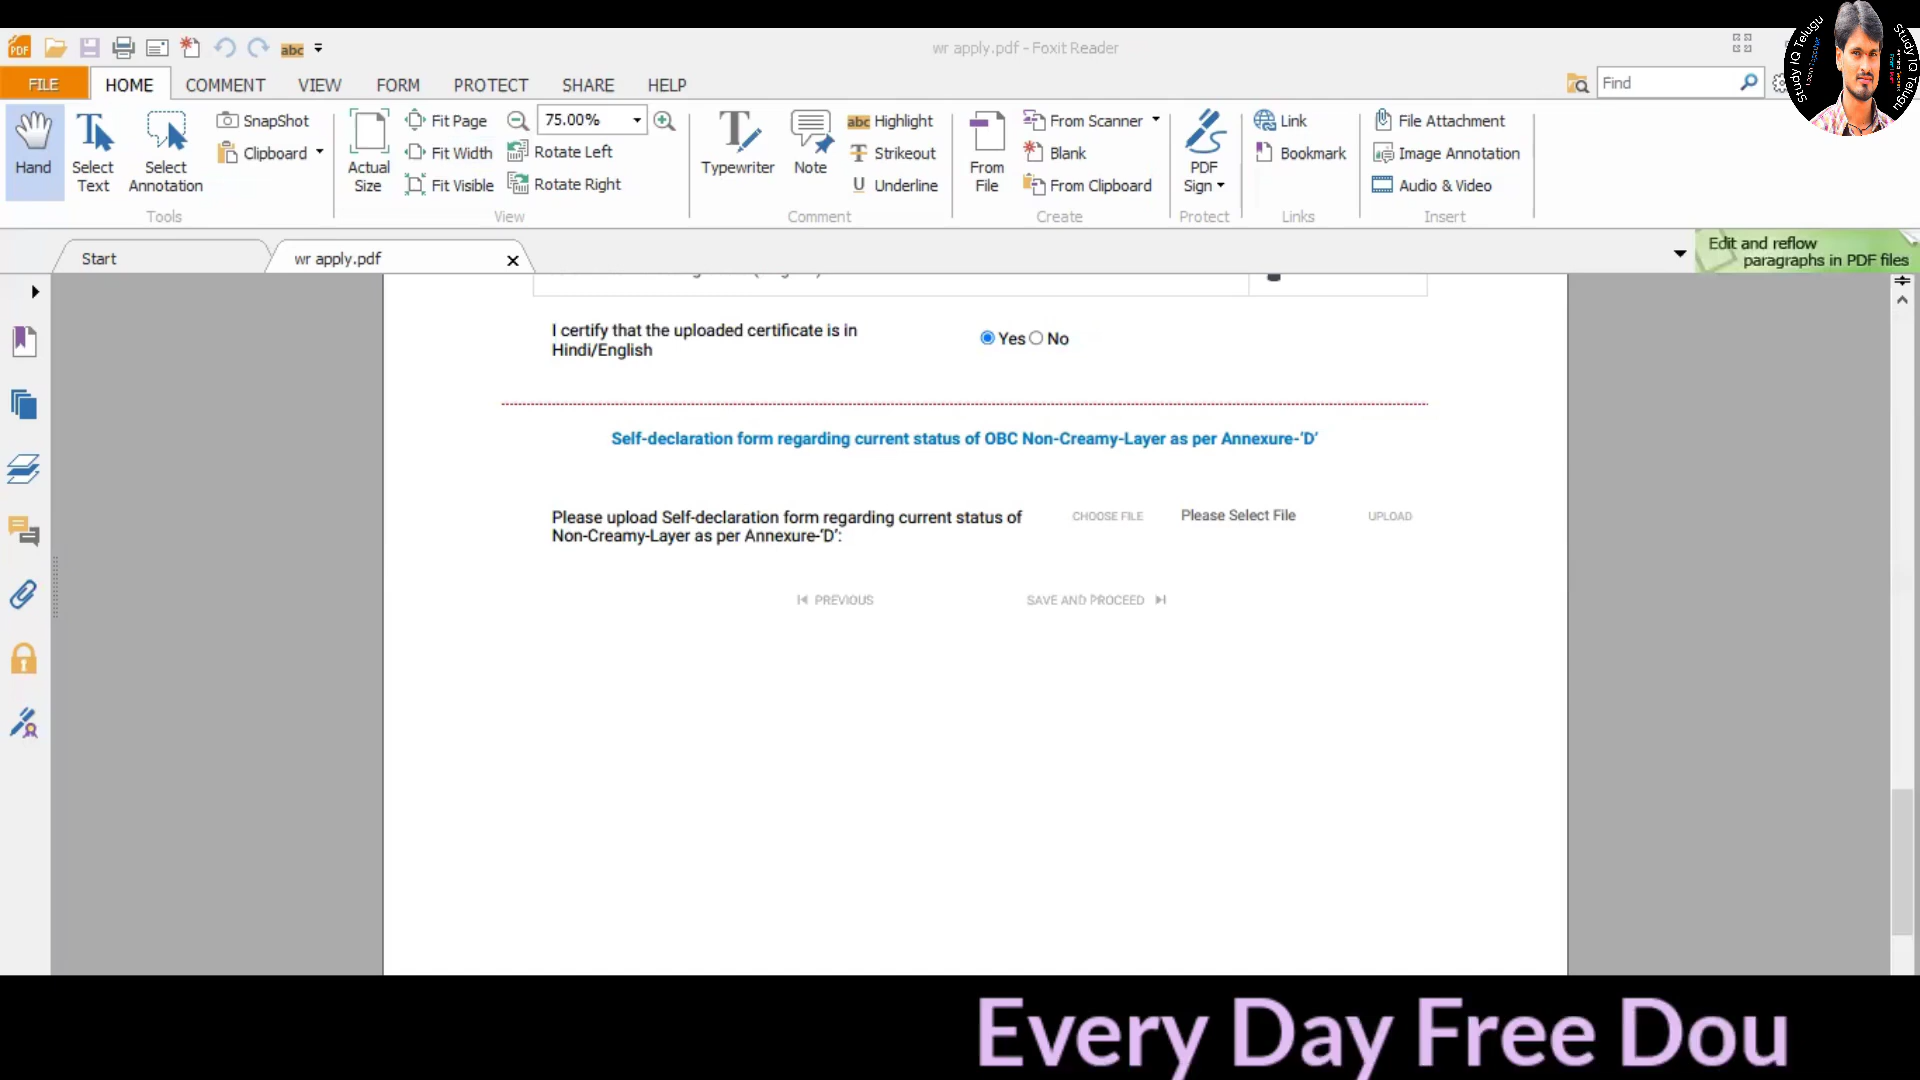 wr apply.pdf - Foxit Reader
FILE HOME COMMENT VIEW FORM PROTECT SHARE HELP
Find
Hand
Select Text
Select Annotation
SnapShot
Clipboard
Actual Size
Fit Page
Fit Width
Fit Visible
75.00%
Rotate Left
Rotate Right
Typewriter
Note
Highlight
Strikeout
Underline
From File
From Scanner
Blank
From Clipboard
PDF Sign
Link
Bookmark
File Attachment
Image Annotation
Audio & Video
Tools View Comment Create Protect Links Insert
Start
wr apply.pdf
Edit and reflow
paragraphs in PDF files
I certify that the uploaded certificate is in
Hindi/English
Yes No
Self-declaration form regarding current status of OBC Non-Creamy-Layer as per Annexure-‘D’
Please upload Self-declaration form regarding current status of
Non-Creamy-Layer as per Annexure-‘D’:
CHOOSE FILE Please Select File UPLOAD
PREVIOUS SAVE AND PROCEED
Every Day Free Dou
Study IQ Telugu
Study IQ Telugu